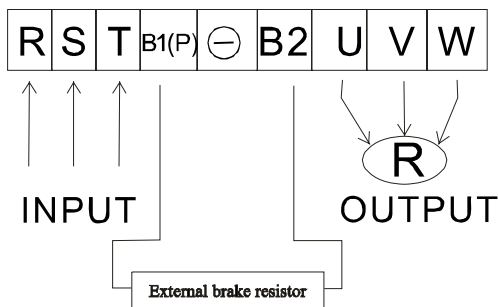 R S T B1(P) ⊖ B2 U V W
R
INPUT OUTPUT
External brake resistor